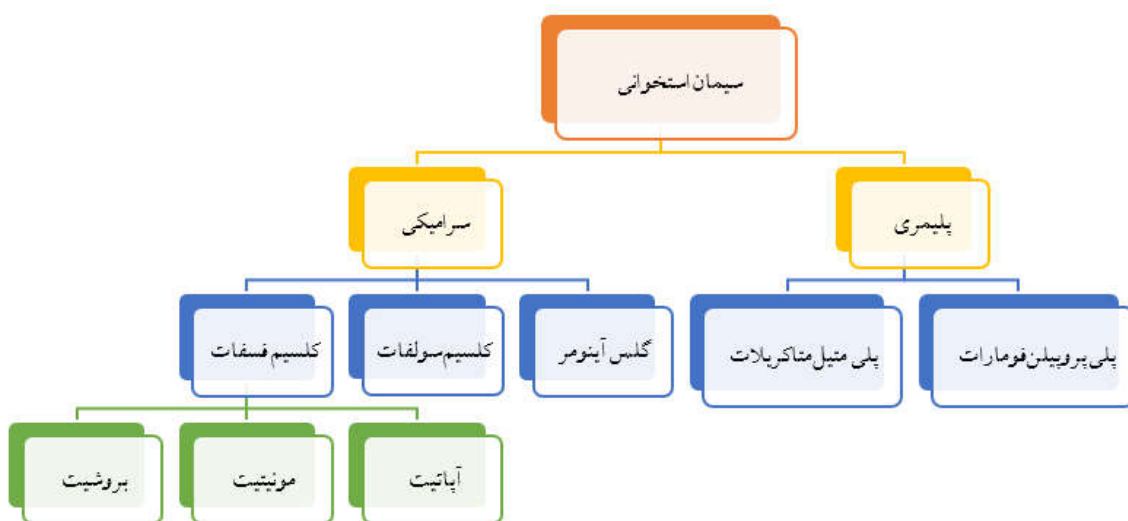 سیمان استخوانی
پلیمری
سرامیکی
پلی پروپیلن فومارات
پلی متیل متاکریلات
گلس آینومر
کلسیم سولفات
کلسیم فسفات
آپاتیت
مونیتیت
بروشیت